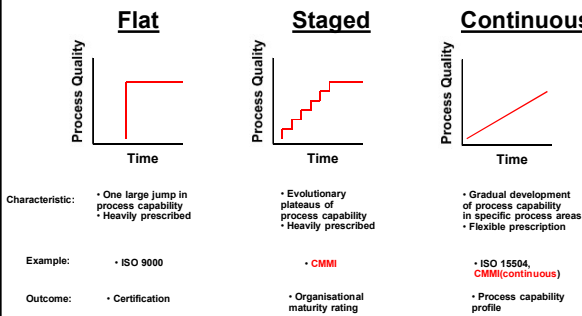 Flat
Staged
Continuous
Process Quality
Time
Process Quality
Time
Process Quality
Time
Characteristic:
• One large jump in
process capability
• Heavily prescribed
• Evolutionary
plateaus of
process capability
• Heavily prescribed
• Gradual development
of process capability
in specific process areas
• Flexible prescription
Example:
• ISO 9000
• CMMI
• ISO 15504,
CMMI(continuous)
Outcome:
• Certification
• Organisational
maturity rating
• Process capability
profile